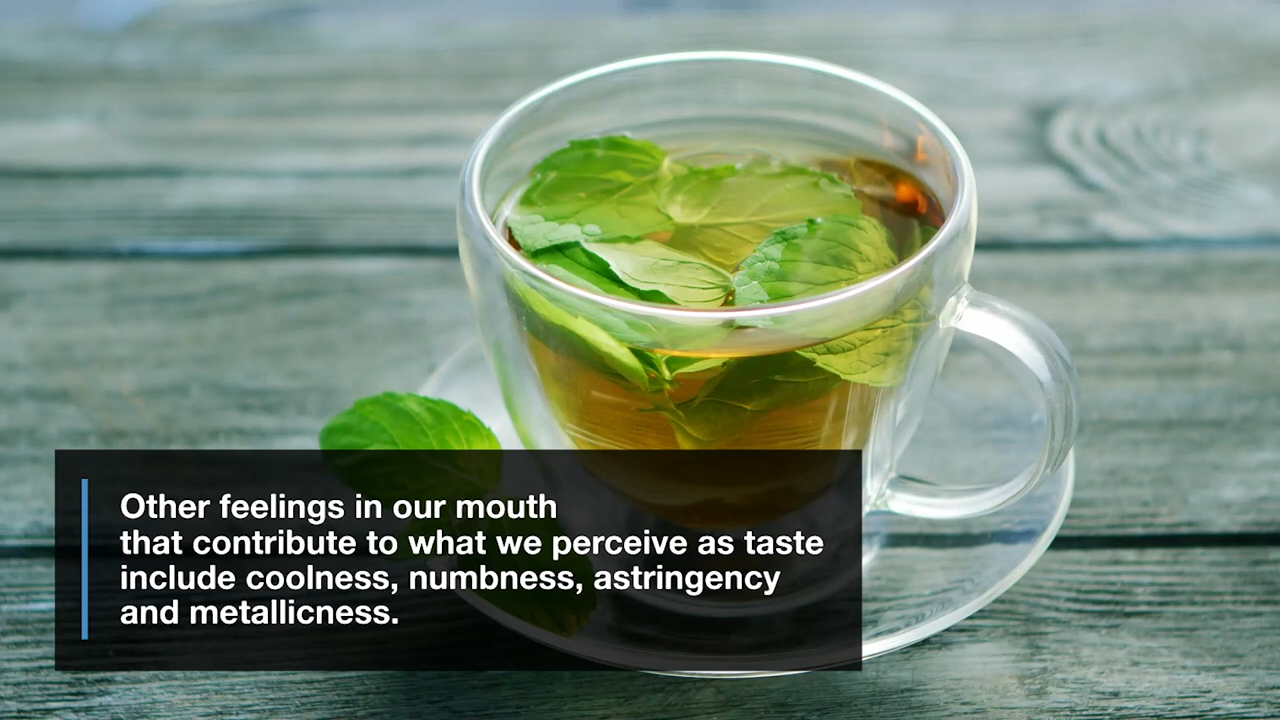 Other feelings in our mouth
that contribute to what we perceive as taste
include coolness, numbness, astringency
and metallicness.